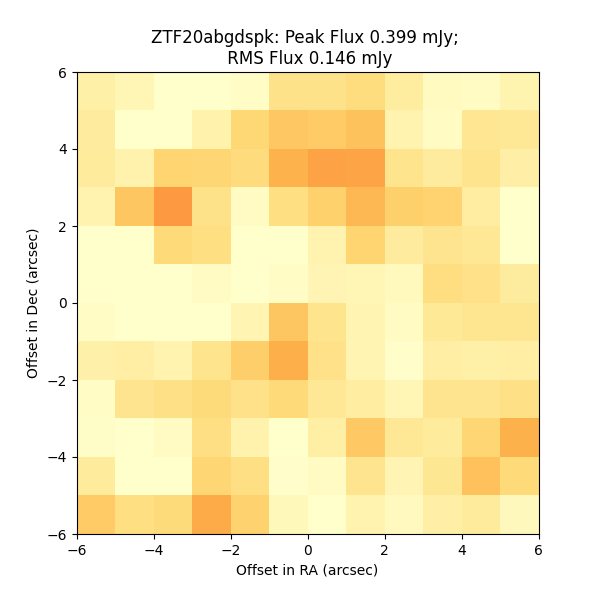 ZTF20abgdspk: Peak Flux 0.399 mJy;
RMS Flux 0.146 mJy
6
4
2
0
−2
−4
−6
Offset in Dec (arcsec)
−6 −4 −2 0 2 4 6
Offset in RA (arcsec)